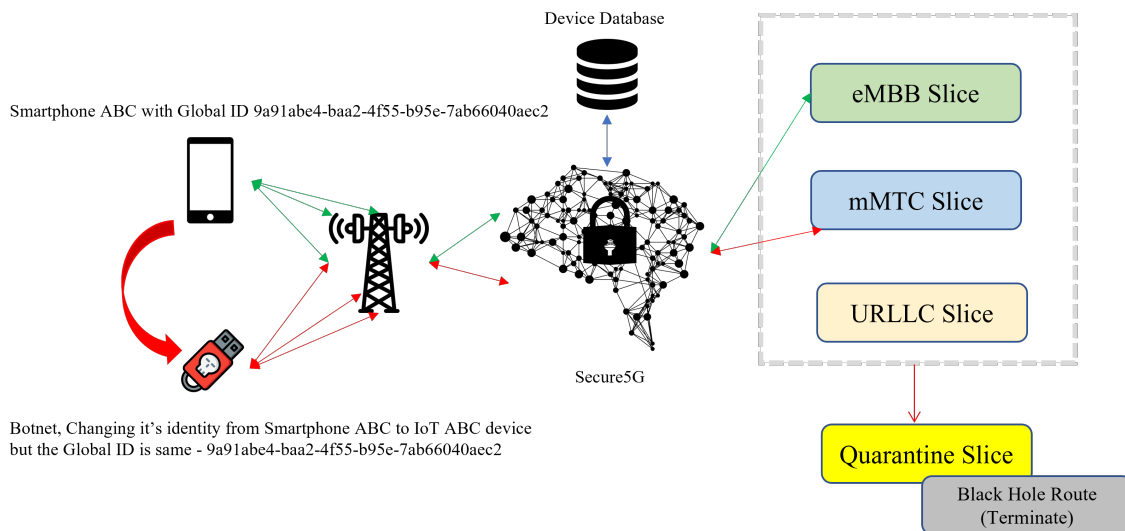 Device Database
Smartphone ABC with Global ID 9a91abe4-baa2-4f55-b95e-7ab66040aec2
eMBB Slice
mMTC Slice
URLLC Slice
Secure5G
Botnet, Changing it's identity from Smartphone ABC to IoT ABC device
but the Global ID is same - 9a91abe4-baa2-4f55-b95e-7ab66040aec2
Quarantine Slice
Black Hole Route
(Terminate)